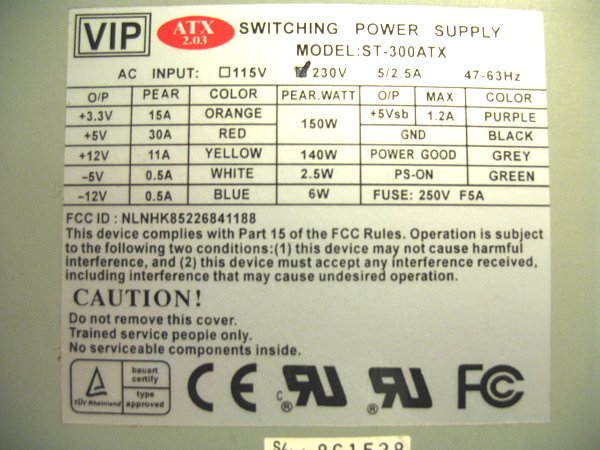 VIP ATX 2.03 SWITCHING POWER SUPPLY
MODEL:ST-300ATX
AC INPUT: 115V 230V 5/2.5A 47-63Hz
O/P PEAR COLOR PEAR.WATT O/P MAX COLOR
+3.3V 15A ORANGE 150W +5Vsb 1.2A PURPLE
+5V 30A RED GND BLACK
+12V 11A YELLOW 140W POWER GOOD GREY
-5V 0.5A WHITE 2.5W PS-ON GREEN
-12V 0.5A BLUE 6W FUSE: 250V F5A
FCC ID : NLNHK85226841188
This device complies with Part 15 of the FCC Rules. Operation is subject
to the following two conditions:(1) this device may not cause harmful
interference, and (2) this device must accept any interference received,
including interference that may cause undesired operation.
CAUTION!
Do not remove this cover.
Trained service people only.
No serviceable components inside.
TÜV Rheinland
bauart
certify
type
approved
CE c RU ® RU ® FCC